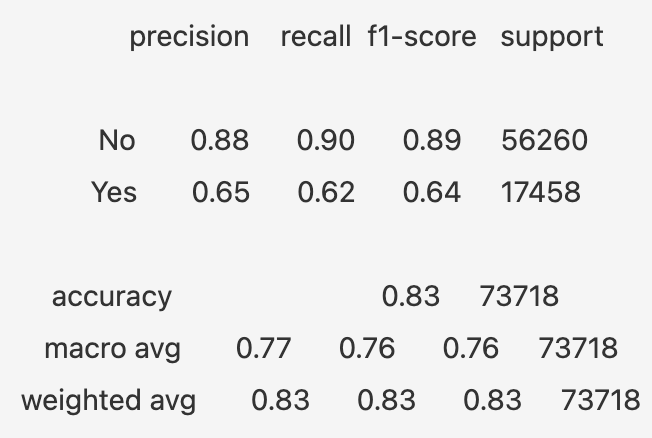 precision recall f1-score support
No 0.88 0.90 0.89 56260
Yes 0.65 0.62 0.64 17458
accuracy 0.83 73718
macro avg 0.77 0.76 0.76 73718
weighted avg 0.83 0.83 0.83 73718